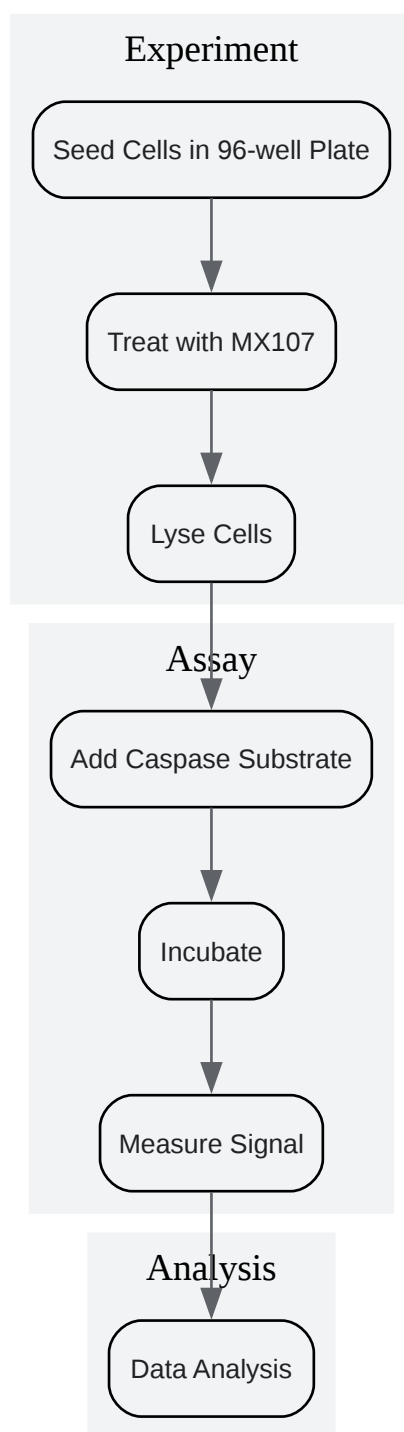 Experiment
Seed Cells in 96-well Plate
Treat with MX107
Lyse Cells
Assay
Add Caspase Substrate
Incubate
Measure Signal
Analysis
Data Analysis